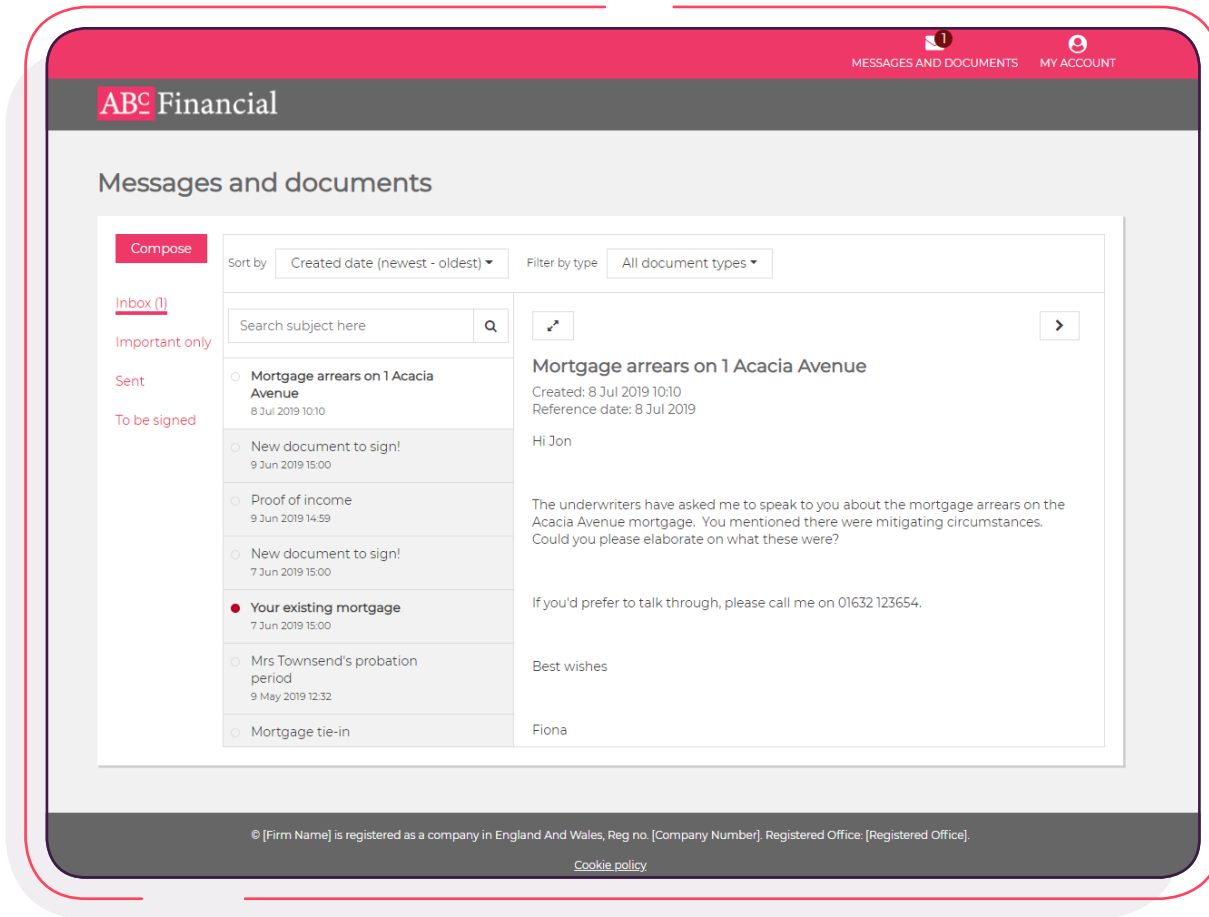 1
MESSAGES AND DOCUMENTS
MY ACCOUNT
ABC Financial
Messages and documents
Compose
Inbox (1)
Important only
Sent
To be signed
Sort by
Created date (newest - oldest)
Filter by type
All document types
Search subject here
Mortgage arrears on 1 Acacia
Avenue
8 Jul 2019 10:10
New document to sign!
9 Jun 2019 15:00
Proof of income
9 Jun 2019 14:59
New document to sign!
7 Jun 2019 15:00
Your existing mortgage
7 Jun 2019 15:00
Mrs Townsend's probation
period
9 May 2019 12:32
Mortgage tie-in
Mortgage arrears on 1 Acacia Avenue
Created: 8 Jul 2019 10:10
Reference date: 8 Jul 2019
Hi Jon
The underwriters have asked me to speak to you about the mortgage arrears on the
Acacia Avenue mortgage. You mentioned there were mitigating circumstances.
Could you please elaborate on what these were?
If you'd prefer to talk through, please call me on 01632 123654.
Best wishes
Fiona
© [Firm Name] is registered as a company in England And Wales, Reg no. [Company Number]. Registered Office: [Registered Office].
Cookie policy